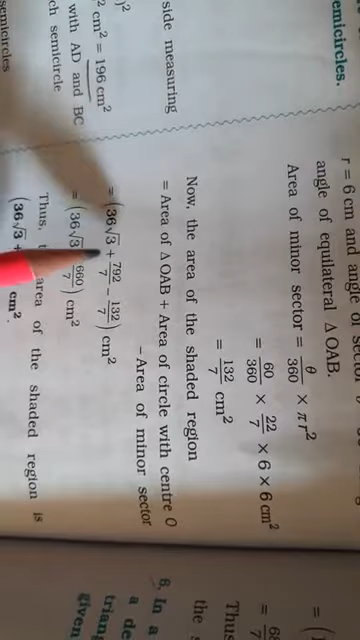 emicircles.
side measuring
)²
² cm² = 196 cm²
with AD and BC
ch semicircle
semicircles
r = 6 cm and angle of sector
angle of equilateral Δ OAB.
Area of minor sector = θ/360 × π r²
= 60/360 × 22/7 × 6 × 6 cm²
= 132/7 cm²
Now, the area of the shaded region
= Area of Δ OAB + Area of circle with centre O
– Area of minor sector
= (36√3 + 792/7 – 132/7) cm²
= (36√3 660/7) cm²
Thus, area of the shaded region is
(36√3 + cm².
= (
=
Thus
the
8. In a
a de
trian
given